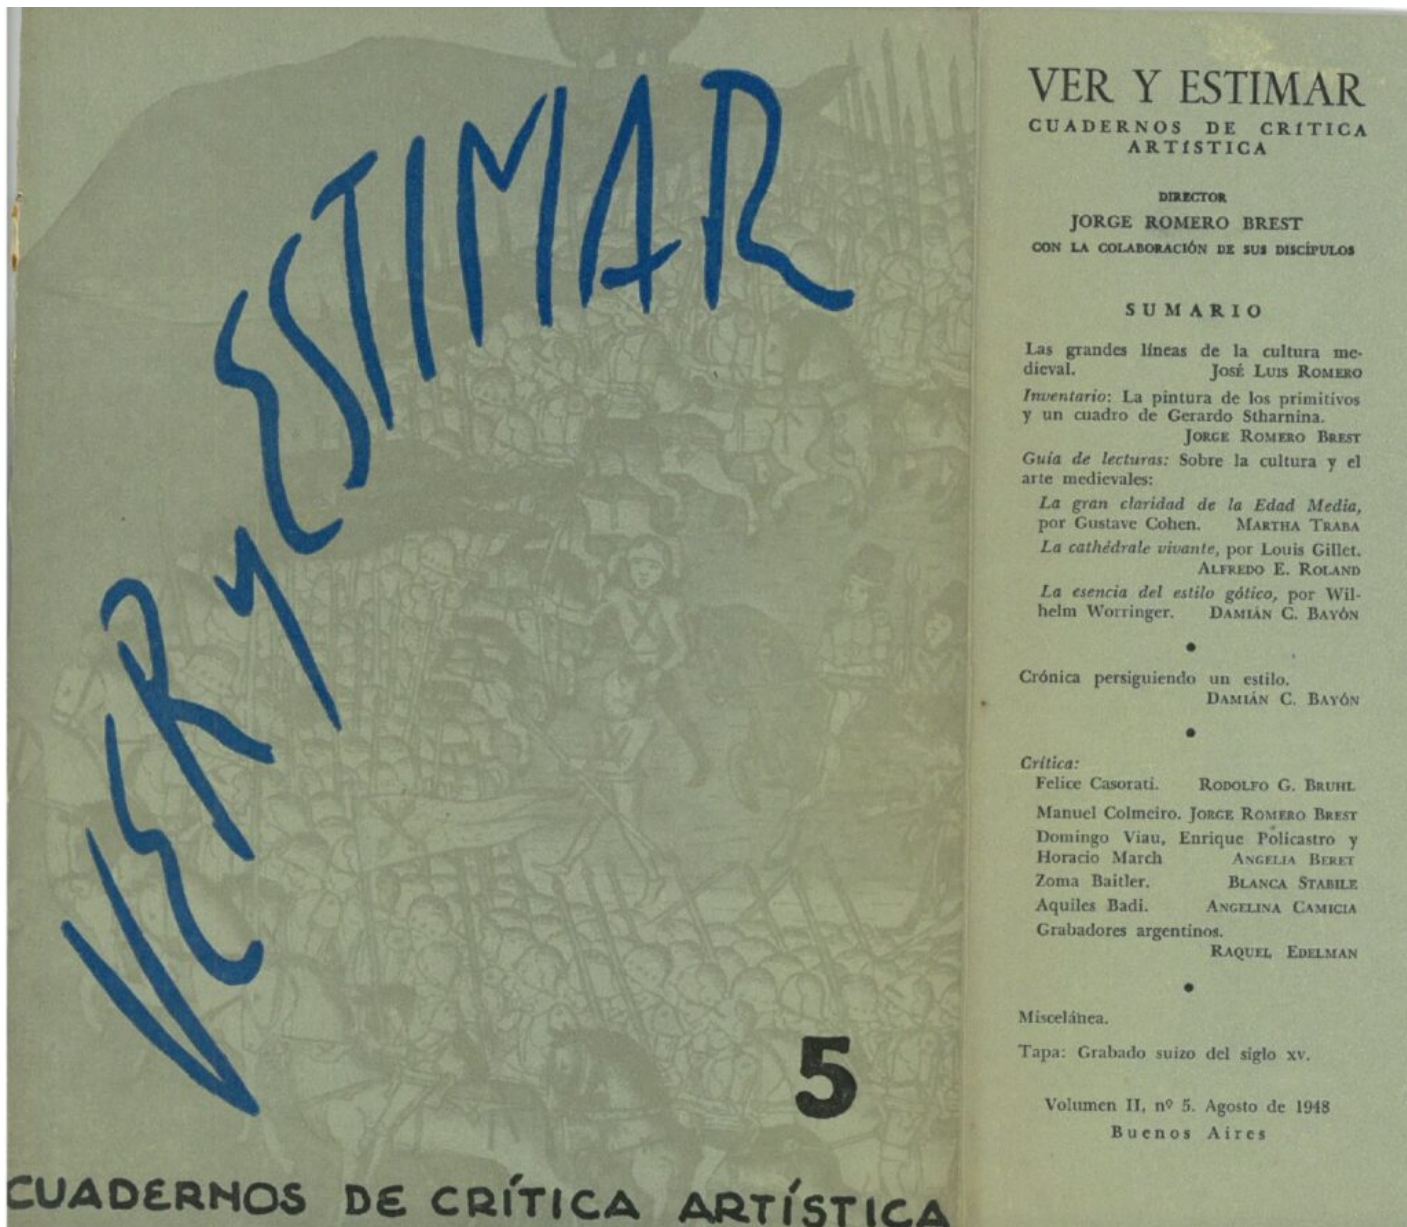 VER Y ESTIMAR
5
CUADERNOS DE CRÍTICA ARTÍSTICA
VER Y ESTIMAR
CUADERNOS DE CRÍTICA
ARTÍSTICA
DIRECTOR
JORGE ROMERO BREST
CON LA COLABORACIÓN DE SUS DISCÍPULOS
SUMARIO
Las grandes líneas de la cultura me-
dieval. JOSÉ LUIS ROMERO
Inventario: La pintura de los primitivos
y un cuadro de Gerardo Stharnina.
JORGE ROMERO BREST
Guía de lecturas: Sobre la cultura y el
arte medievales:
La gran claridad de la Edad Media,
por Gustave Cohen. MARTHA TRABA
La cathédrale vivante, por Louis Gillet.
ALFREDO E. ROLAND
La esencia del estilo gótico, por Wil-
helm Worringer. DAMIÁN C. BAYÓN
Crónica persiguiendo un estilo.
DAMIÁN C. BAYÓN
Crítica:
Felice Casorati. RODOLFO G. BRUHL
Manuel Colmeiro. JORGE ROMERO BREST
Domingo Viau, Enrique Policastro y
Horacio March ANGELIA BERET
Zoma Baitler. BLANCA STABILE
Aquiles Badi. ANGELINA CAMICIA
Grabadores argentinos.
RAQUEL EDELMAN
Miscelánea.
Tapa: Grabado suizo del siglo XV.
Volumen II, nº 5. Agosto de 1948
Buenos Aires